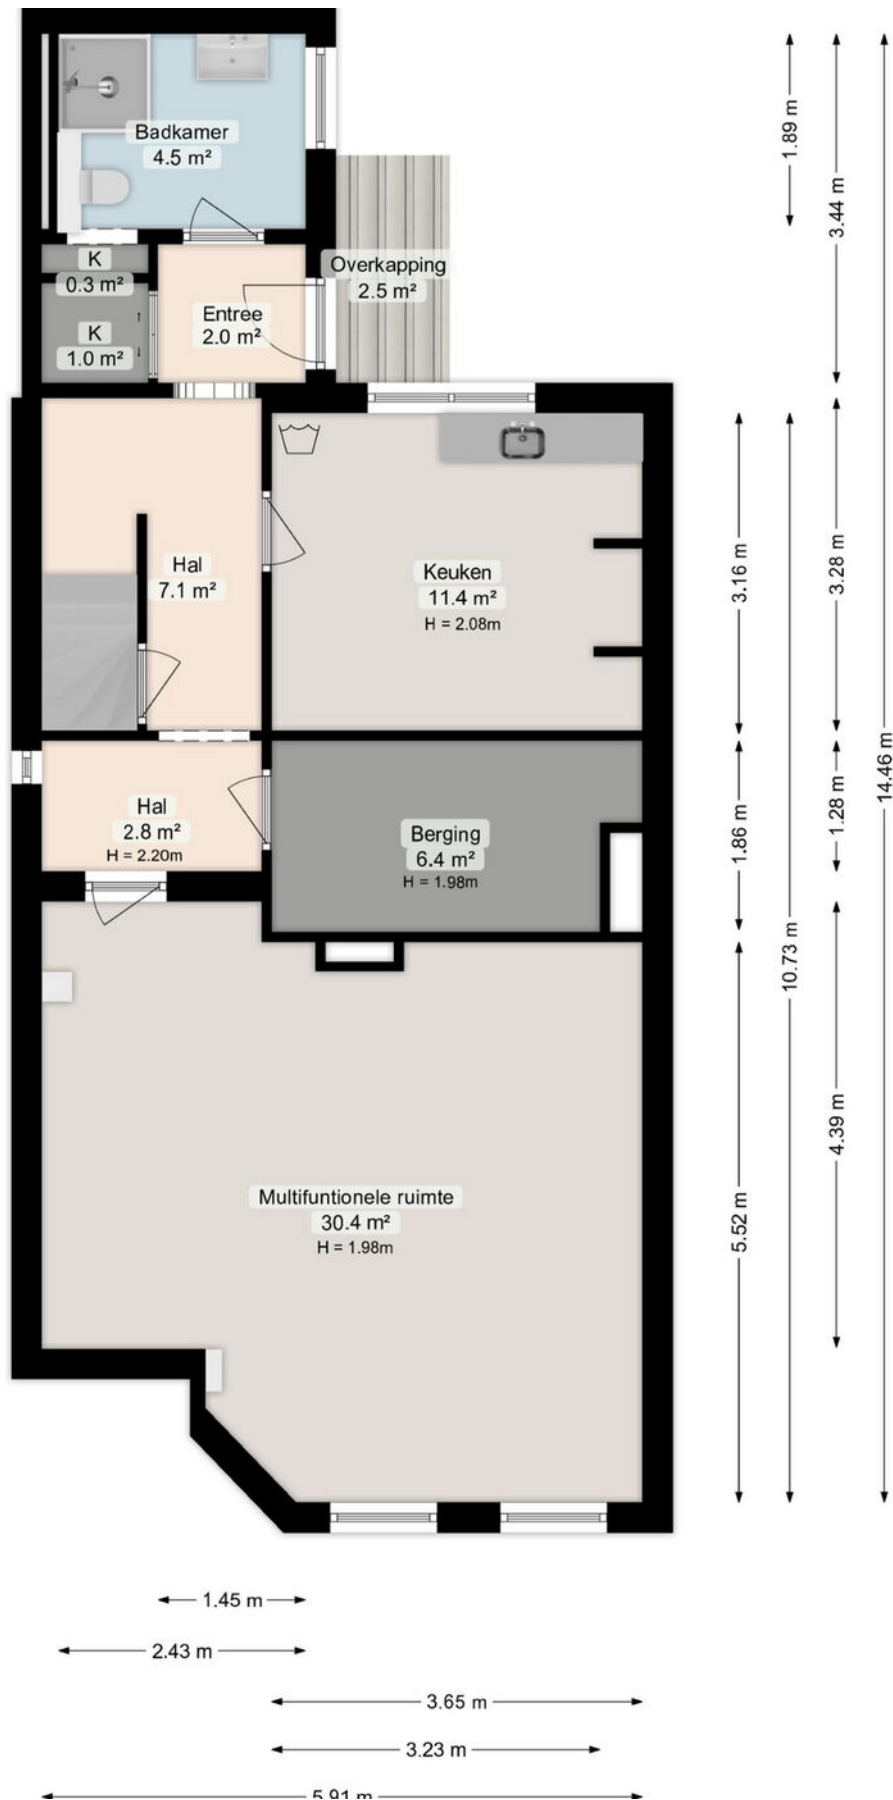 Badkamer
4.5 m²
K
0.3 m²
K
1.0 m²
Entree
2.0 m²
Overkapping
2.5 m²
Hal
7.1 m²
Keuken
11.4 m²
H = 2.08m
Hal
2.8 m²
H = 2.20m
Berging
6.4 m²
H = 1.98m
Multifuntionele ruimte
30.4 m²
H = 1.98m
1.89 m
3.44 m
3.16 m
3.28 m
14.46 m
1.86 m
1.28 m
10.73 m
4.39 m
5.52 m
1.45 m
2.43 m
3.65 m
3.23 m
5.91 m